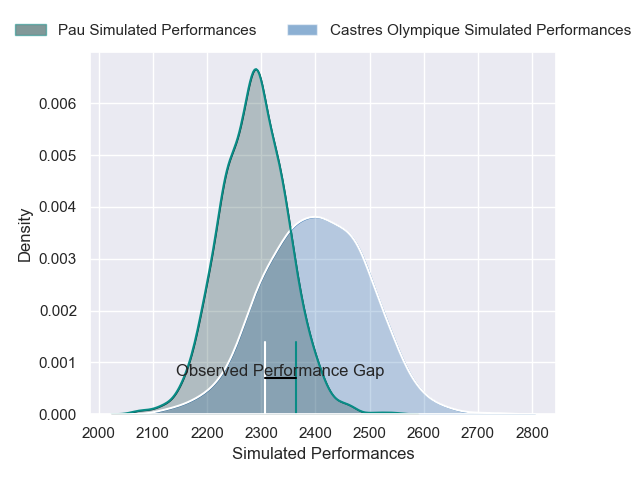 Pau Simulated Performances
Castres Olympique Simulated Performances
Density
0.006
0.005
0.004
0.003
0.002
0.001
0.000
Observed Performance Gap
2000 2100 2200 2300 2400 2500 2600 2700 2800
Simulated Performances